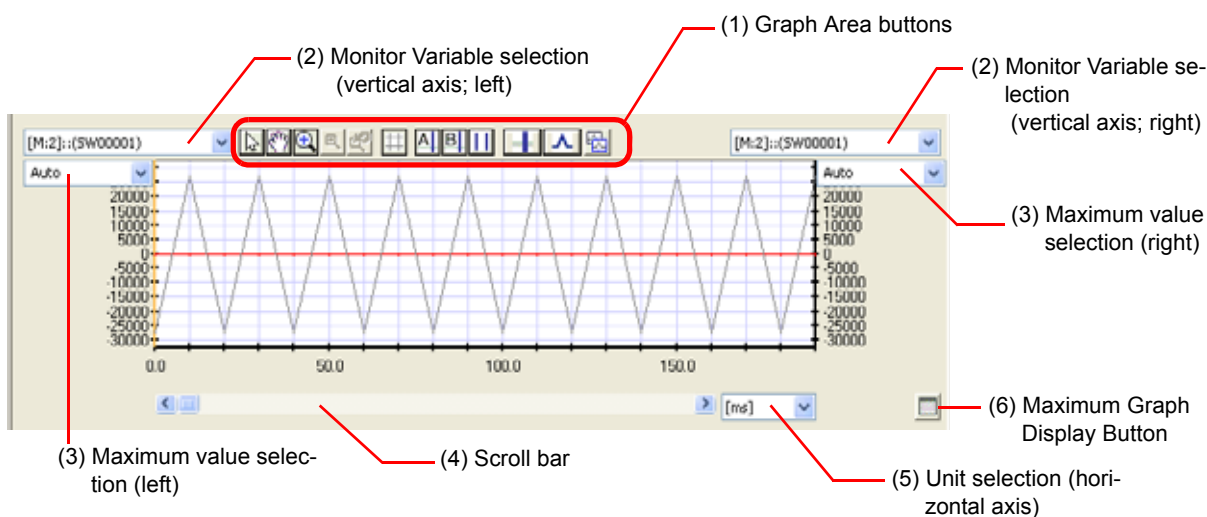 (1) Graph Area buttons
(2) Monitor Variable selection
(vertical axis; left)
(2) Monitor Variable se-
lection
(vertical axis; right)
[M:2]::(SW00001)
A B
[M:2]::(SW00001)
Auto
Auto
20000
15000
10000
5000
0
-5000
-10000
-15000
-20000
-25000
-30000
20000
15000
10000
5000
0
-5000
-10000
-15000
-20000
-25000
-30000
(3) Maximum value
selection (right)
0.0 50.0 100.0 150.0
[ms]
(6) Maximum Graph
Display Button
(3) Maximum value selec-
tion (left)
(4) Scroll bar
(5) Unit selection (hori-
zontal axis)